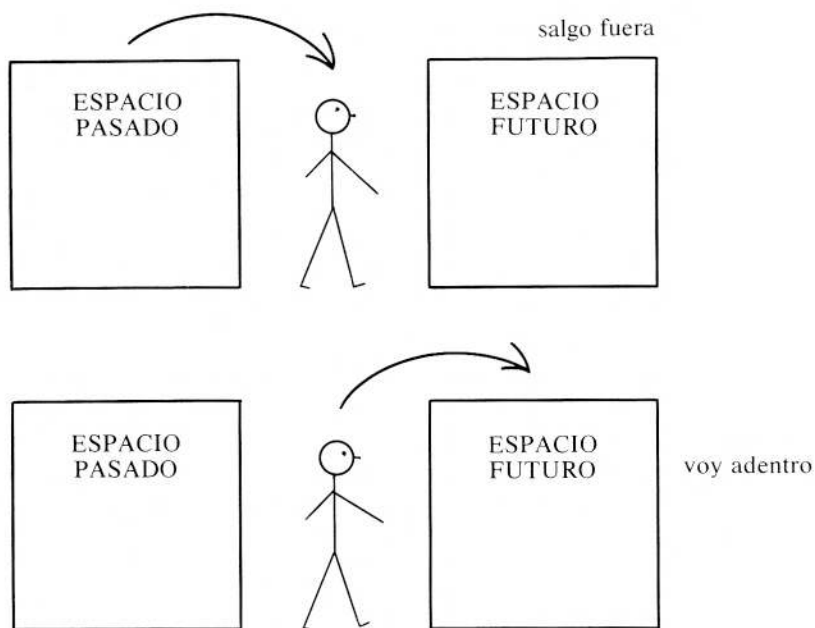 salgo fuera
ESPACIO
PASADO
ESPACIO
FUTURO
ESPACIO
PASADO
ESPACIO
FUTURO
voy adentro